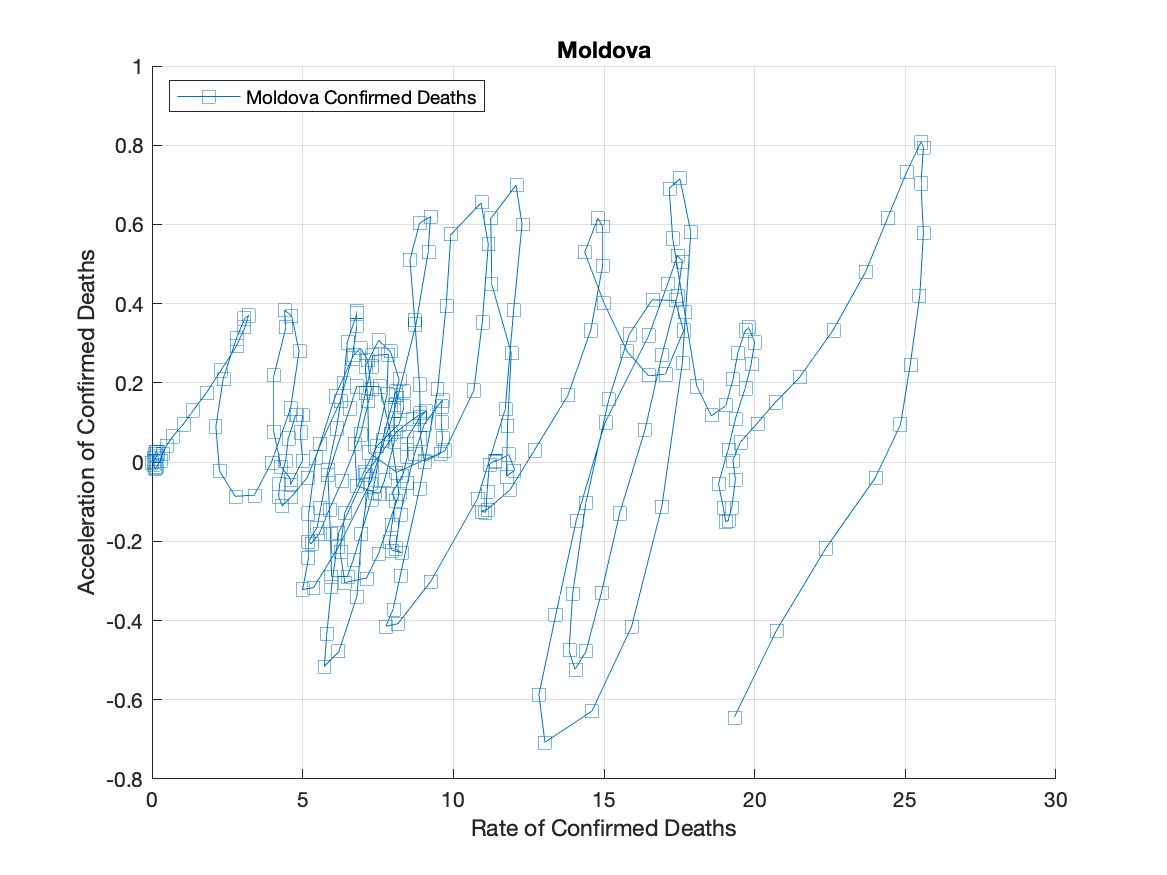 Moldova
Moldova Confirmed Deaths
1
0.8
0.6
0.4
0.2
0
-0.2
-0.4
-0.6
-0.8
Acceleration of Confirmed Deaths
0 5 10 15 20 25 30
Rate of Confirmed Deaths